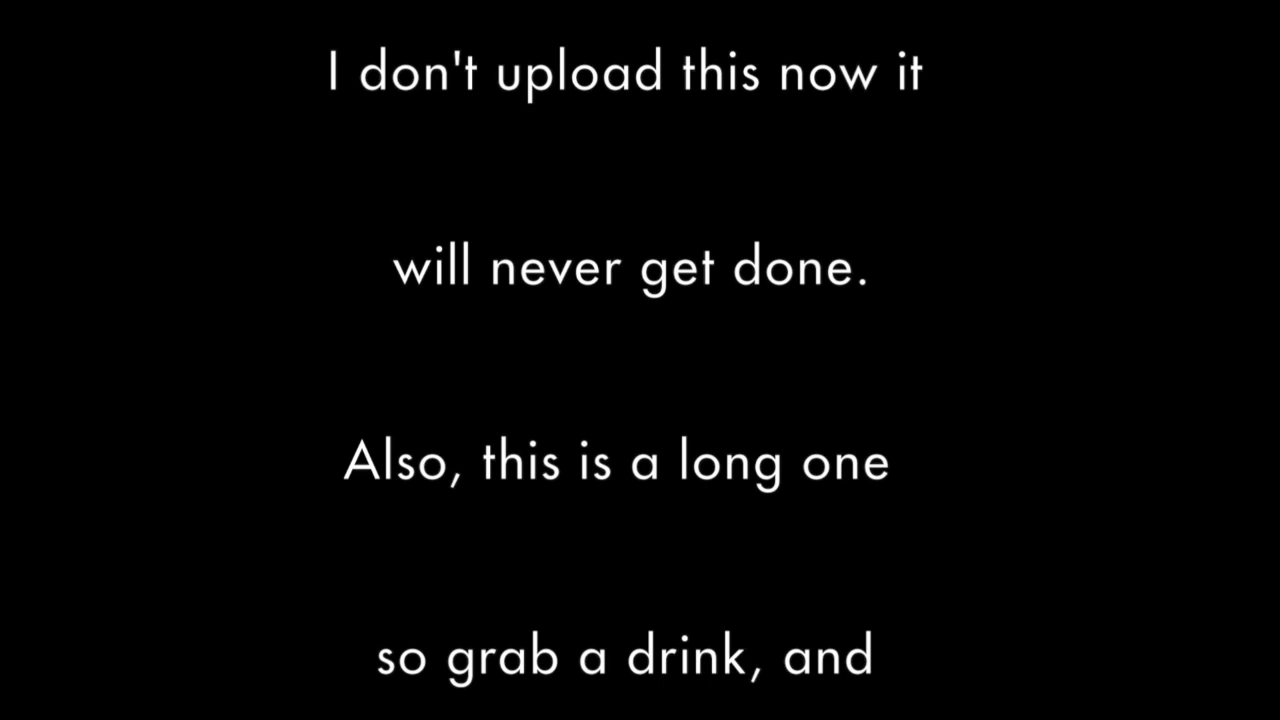 I don't upload this now it
will never get done.
Also, this is a long one
so grab a drink, and